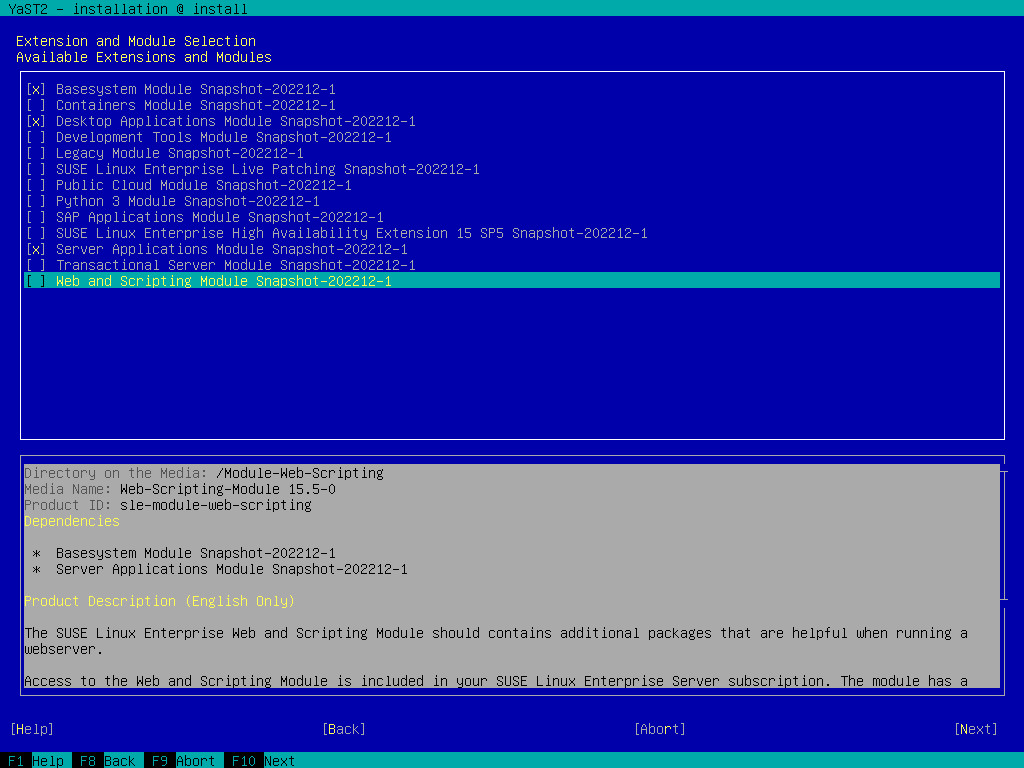 YaST2 - installation @ install
Extension and Module Selection
Available Extensions and Modules
[x] Basesystem Module Snapshot-202212-1
[ ] Containers Module Snapshot-202212-1
[x] Desktop Applications Module Snapshot-202212-1
[ ] Development Tools Module Snapshot-202212-1
[ ] Legacy Module Snapshot-202212-1
[ ] SUSE Linux Enterprise Live Patching Snapshot-202212-1
[ ] Public Cloud Module Snapshot-202212-1
[ ] Python 3 Module Snapshot-202212-1
[ ] SAP Applications Module Snapshot-202212-1
[ ] SUSE Linux Enterprise High Availability Extension 15 SP5 Snapshot-202212-1
[x] Server Applications Module Snapshot-202212-1
[ ] Transactional Server Module Snapshot-202212-1
[ ] Web and Scripting Module Snapshot-202212-1
Directory on the Media: /Module-Web-Scripting
Media Name: Web-Scripting-Module 15.5-0
Product ID: sle-module-web-scripting
Dependencies
* Basesystem Module Snapshot-202212-1
* Server Applications Module Snapshot-202212-1
Product Description (English Only)
The SUSE Linux Enterprise Web and Scripting Module should contains additional packages that are helpful when running a
webserver.
Access to the Web and Scripting Module is included in your SUSE Linux Enterprise Server subscription. The module has a
[Help] [Back] [Abort] [Next]
F1 Help F8 Back F9 Abort F10 Next